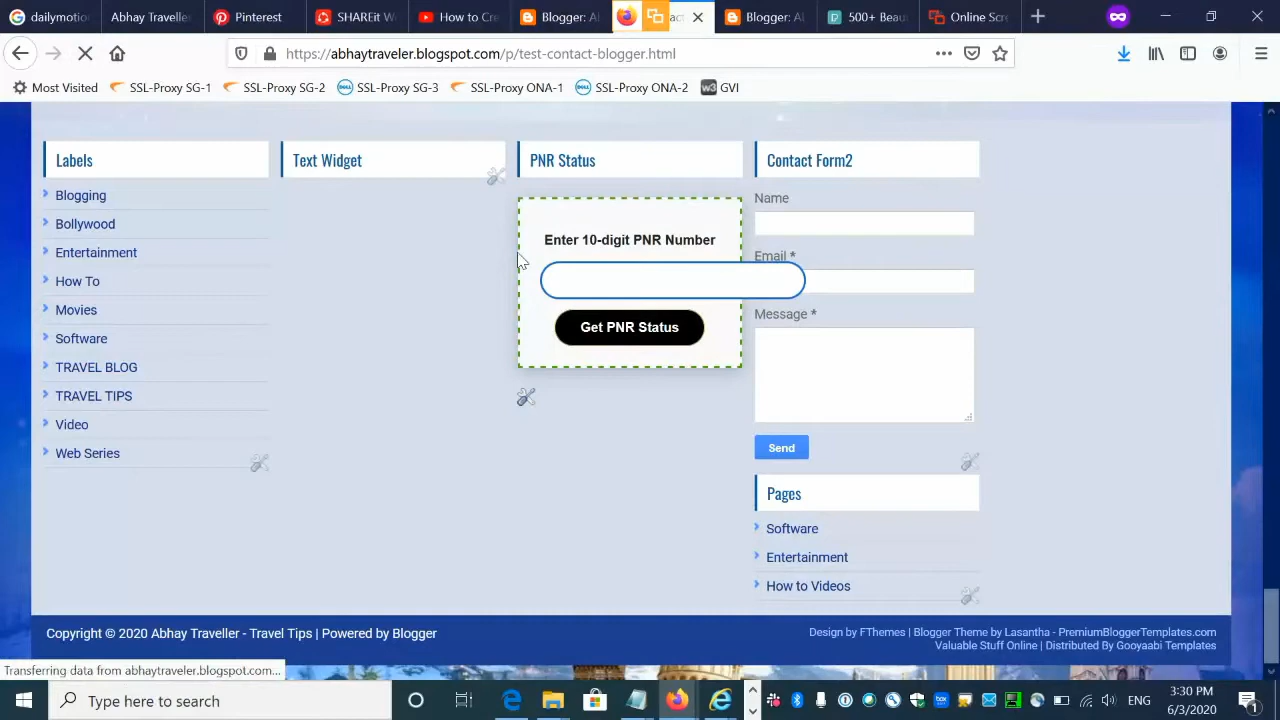 dailymotio
Abhay Traveller
Pinterest
SHAREit W
How to Cre
Blogger: Al
Blogger: Al
500+ Beau
Online Scre
https://abhaytraveler.blogspot.com/p/test-contact-blogger.html
Most Visited
SSL-Proxy SG-1
SSL-Proxy SG-2
SSL-Proxy SG-3
SSL-Proxy ONA-1
SSL-Proxy ONA-2
w3 GVI
Labels
Blogging
Bollywood
Entertainment
How To
Movies
Software
TRAVEL BLOG
TRAVEL TIPS
Video
Web Series
Text Widget
PNR Status
Enter 10-digit PNR Number
Get PNR Status
Contact Form2
Name
Email *
Message *
Send
Pages
Software
Entertainment
How to Videos
Copyright © 2020 Abhay Traveller - Travel Tips | Powered by Blogger
Design by FThemes | Blogger Theme by Lasantha - PremiumBloggerTemplates.com
Valuable Stuff Online | Distributed By Gooyaabi Templates
Transferring data from abhaytraveler.blogspot.com...
Type here to search
ENG
3:30 PM
6/3/2020